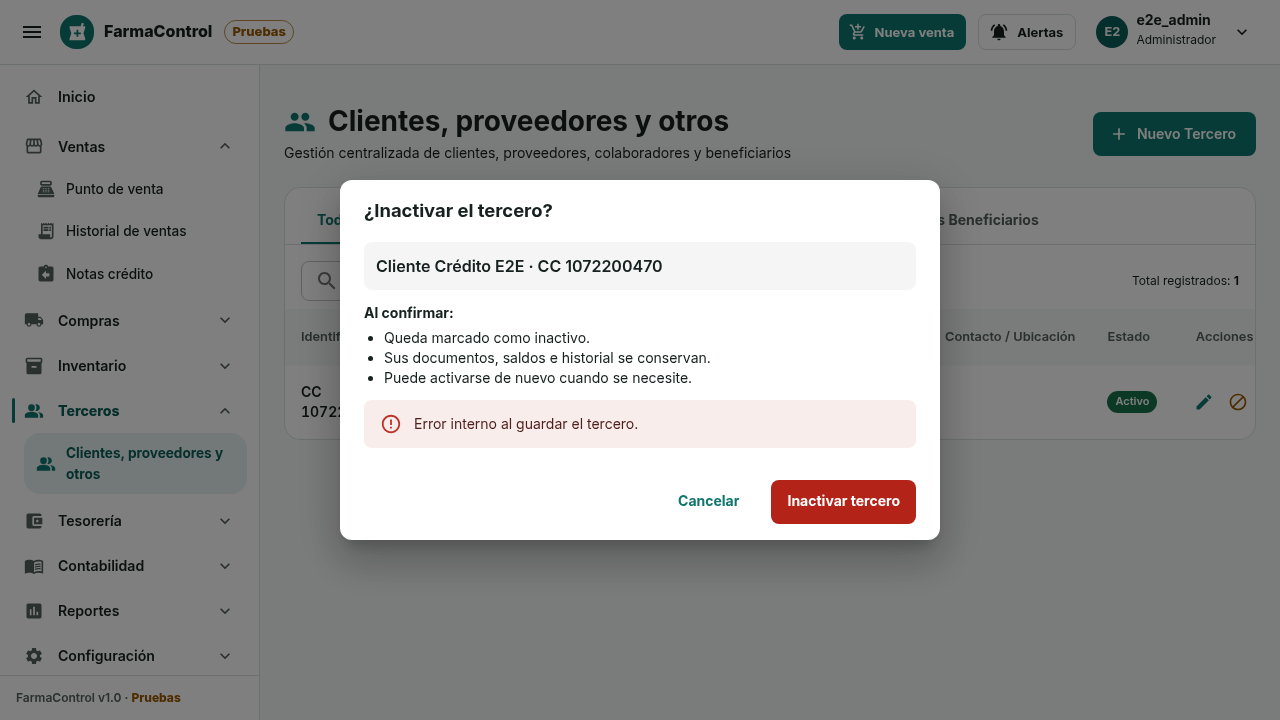 FarmaControl
Pruebas
Nueva venta
Alertas
E2
e2e_admin
Administrador
Inicio
Ventas
Punto de venta
Historial de ventas
Notas crédito
Compras
Inventario
Terceros
Clientes, proveedores y
otros
Tesorería
Contabilidad
Reportes
Configuración
FarmaControl v1.0 · Pruebas
Clientes, proveedores y otros
Gestión centralizada de clientes, proveedores, colaboradores y beneficiarios
Nuevo Tercero
Beneficiarios
Total registrados: 1
Contacto / Ubicación
Estado
Acciones
CC
Activo
¿Inactivar el tercero?
Cliente Crédito E2E · CC 1072200470
Al confirmar:
• Queda marcado como inactivo.
• Sus documentos, saldos e historial se conservan.
• Puede activarse de nuevo cuando se necesite.
Error interno al guardar el tercero.
Cancelar
Inactivar tercero